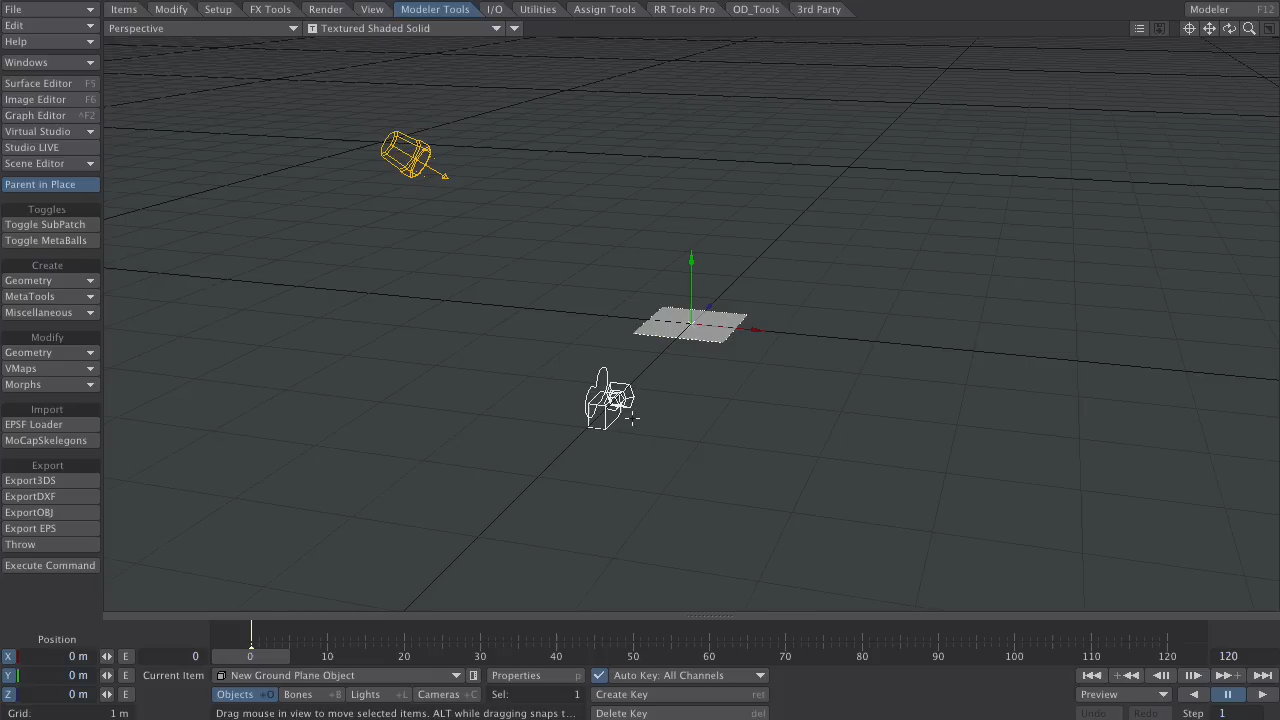 File Items Modify Setup FX Tools Render View Modeler Tools I/O Utilities Assign Tools RR Tools Pro OD_Tools 3rd Party Modeler F12
Edit Perspective T Textured Shaded Solid
Help
Windows
Surface Editor F5
Image Editor F6
Graph Editor ^F2
Virtual Studio
Studio LIVE
Scene Editor
Parent in Place
Toggles
Toggle SubPatch
Toggle MetaBalls
Create
Geometry
MetaTools
Miscellaneous
Modify
Geometry
VMaps
Morphs
Import
EPSF Loader
MoCapSkelegons
Export
Export3DS
ExportDXF
ExportOBJ
Export EPS
Throw
Execute Command
Position
X 0 m E 0 0 10 20 30 40 50 60 70 80 90 100 110 120 120
Y 0 m E Current Item New Ground Plane Object Properties p Auto Key: All Channels
Z 0 m E Objects +O Bones +B Lights +L Cameras +C Sel: 1 Create Key ret Preview
Grid: 1 m Drag mouse in view to move selected items. ALT while dragging snaps t... Delete Key del Undo Redo Step 1